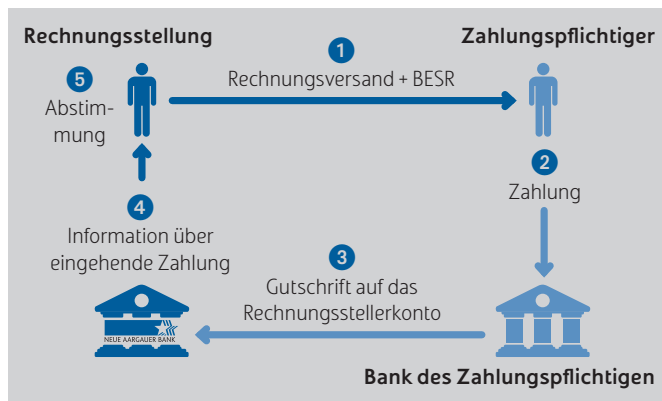 Rechnungsstellung
1
Zahlungspflichtiger
Rechnungsversand + BESR
5
Abstim-
mung
2
Zahlung
4
Information über
eingehende Zahlung
3
Gutschrift auf das
Rechnungsstellerkonto
NEUE AARGAUER BANK
Bank des Zahlungspflichtigen